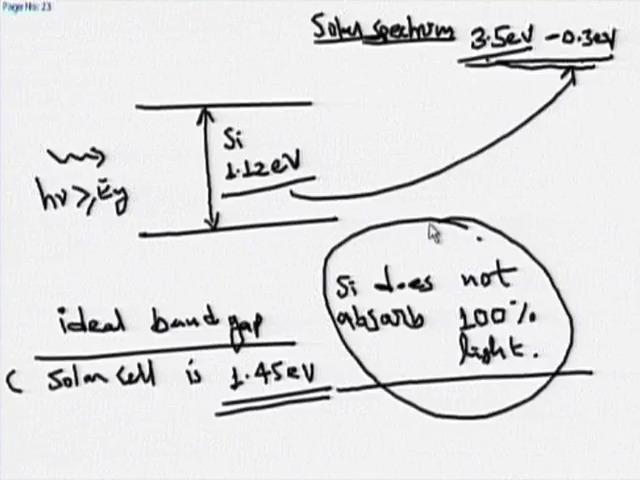 Page No: 23
Solar spectrum 3.5eV - 0.3eV
Si
1.12eV
hν ≥ Eg
Si does not
absorb 100%
light.
ideal band gap
Solar cell is 1.45eV